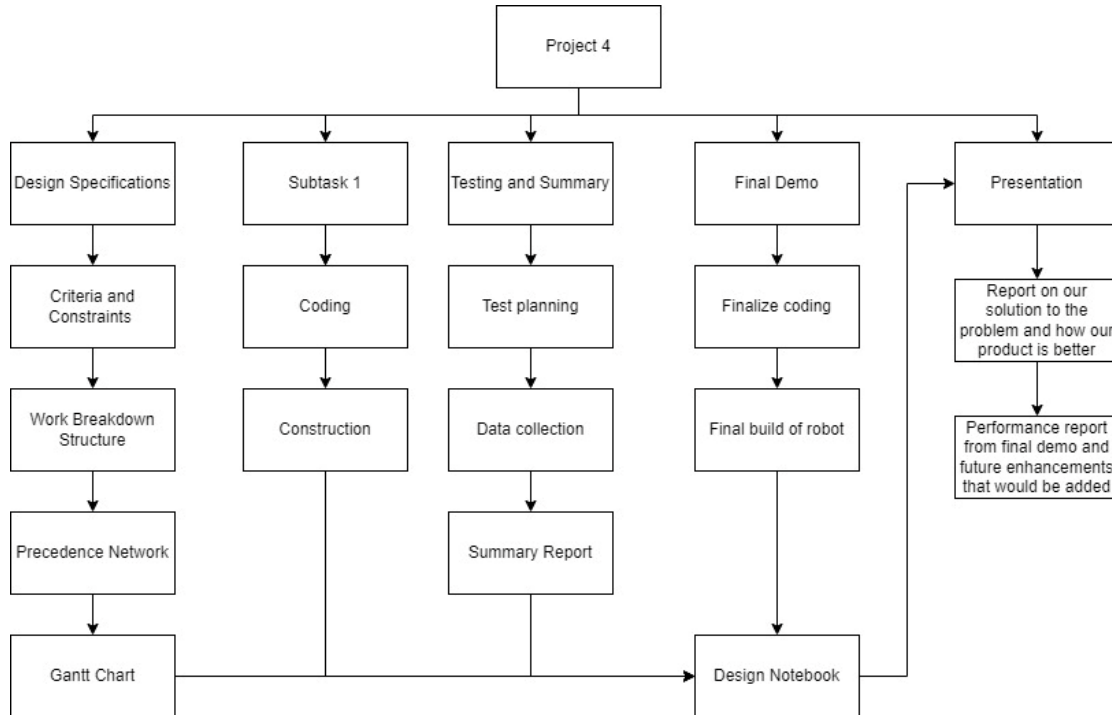 Project 4
Design Specifications
Subtask 1
Testing and Summary
Final Demo
Presentation
Criteria and
Constraints
Coding
Test planning
Finalize coding
Report on our
solution to the
problem and how our
product is better
Work Breakdown
Structure
Construction
Data collection
Final build of robot
Performance report
from final demo and
future enhancements
that would be added
Precedence Network
Summary Report
Gantt Chart
Design Notebook